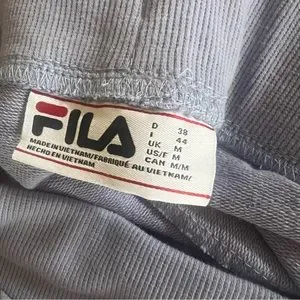 FILA
D 38
I 44
UK M
US/F M
CAN M/M
MADE IN VIETNAM/FABRIQUÉ AU VIETNAM/
HECHO EN VIETNAM